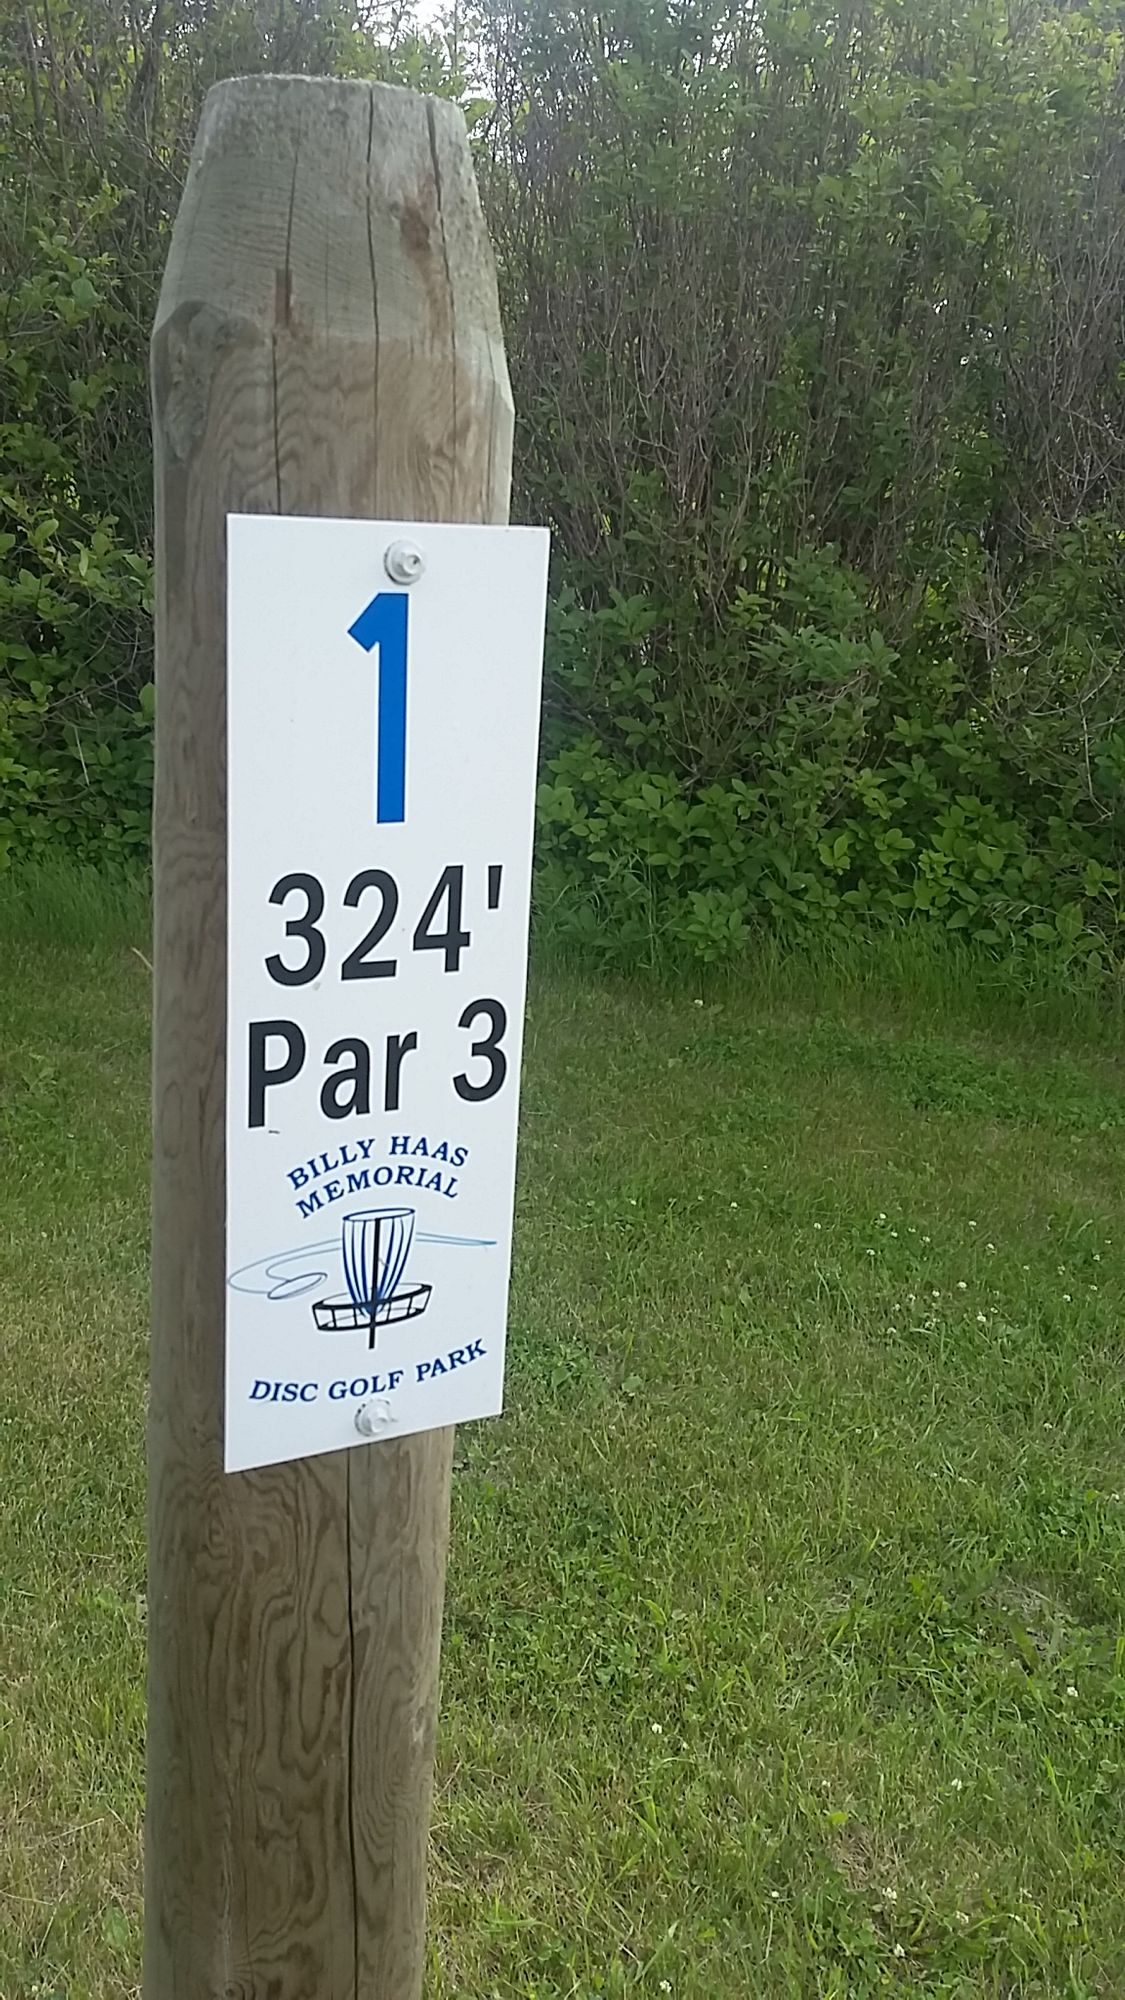 1
324'
Par 3
BILLY HAAS
MEMORIAL
DISC GOLF PARK